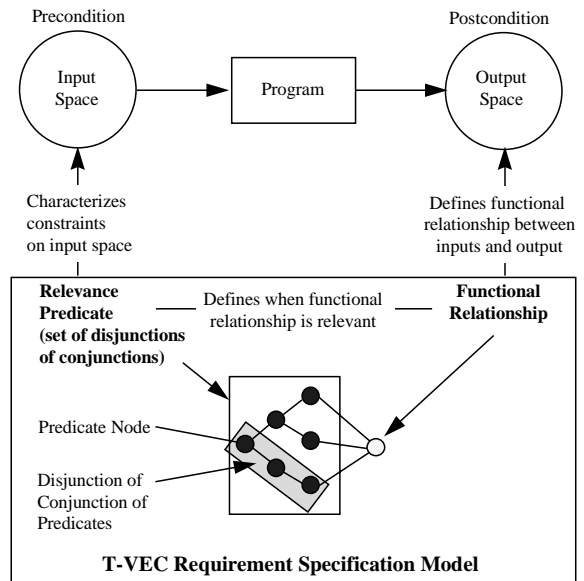 Precondition
Postcondition
Input
Space
Program
Output
Space
Characterizes
constraints
on input space
Defines functional
relationship between
inputs and output
Relevance
Predicate
(set of disjunctions
of conjunctions)
Defines when functional
relationship is relevant
Functional
Relationship
Predicate Node
Disjunction of
Conjunction of
Predicates
T-VEC Requirement Specification Model